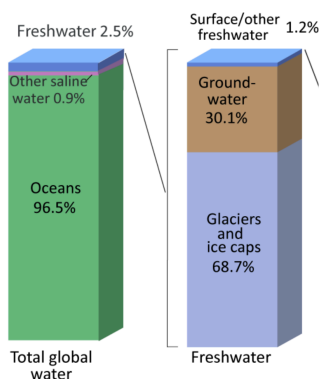 Freshwater 2.5%
Other saline
water 0.9%
Oceans
96.5%
Total global
water
Surface/other
freshwater 1.2%
Ground-
water
30.1%
Glaciers
and
ice caps
68.7%
Freshwater